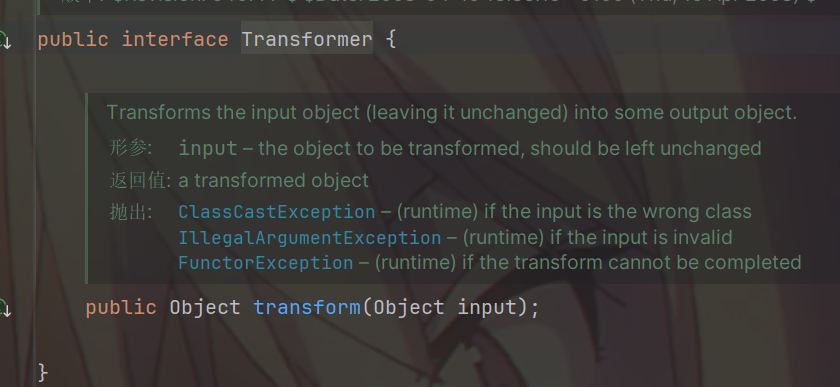 public interface Transformer {
Transforms the input object (leaving it unchanged) into some output object.
形参: input – the object to be transformed, should be left unchanged
返回值: a transformed object
抛出: ClassCastException – (runtime) if the input is the wrong class
IllegalArgumentException – (runtime) if the input is invalid
FunctorException – (runtime) if the transform cannot be completed
public Object transform(Object input);
}